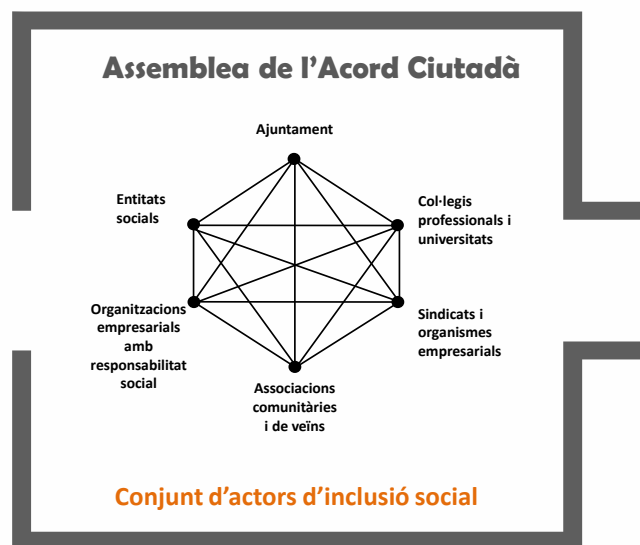 Assemblea de l’Acord Ciutadà
Ajuntament
Entitats
socials
Col·legis
professionals i
universitats
Organitzacions
empresarials
amb
responsabilitat
social
Sindicats i
organismes
empresarials
Associacions
comunitàries
i de veïns
Conjunt d’actors d’inclusió social